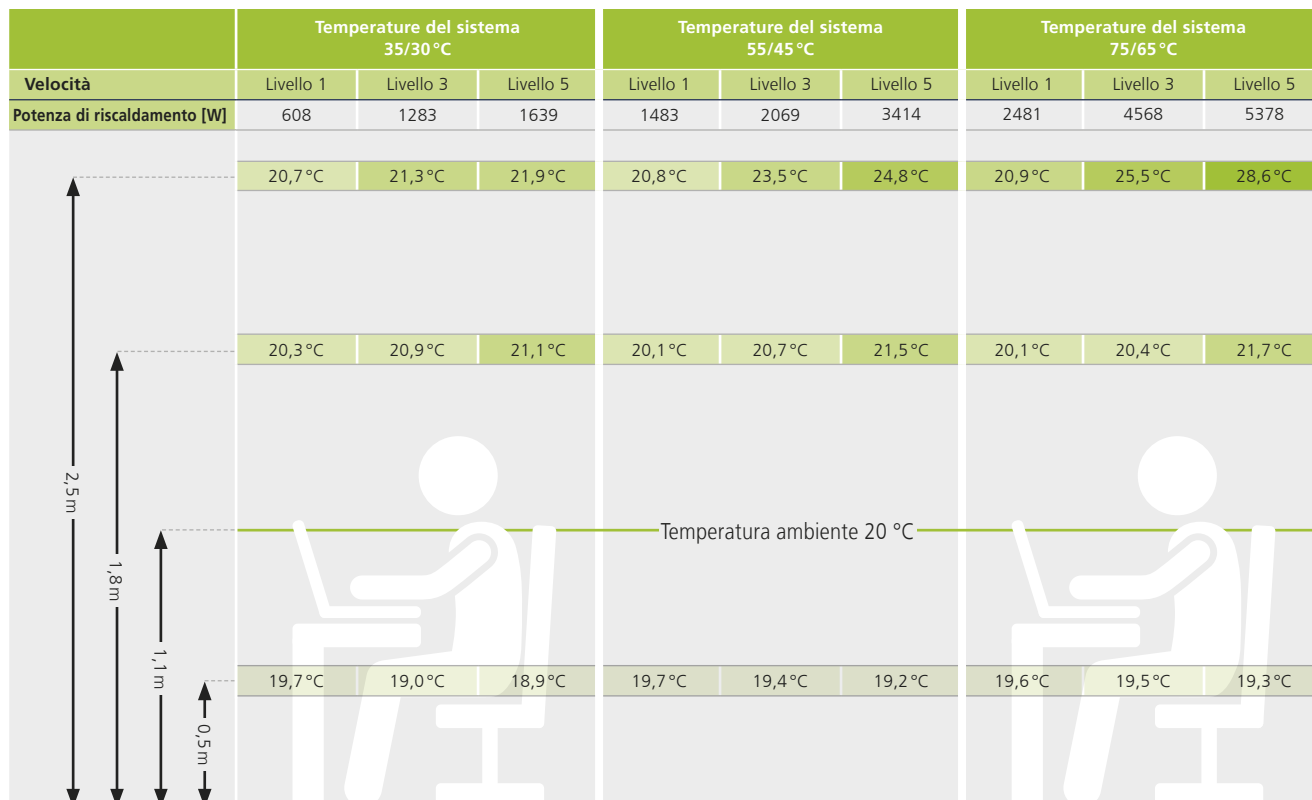 Temperature del sistema
35/30 °C
Temperature del sistema
55/45 °C
Temperature del sistema
75/65 °C
Velocità Livello 1 Livello 3 Livello 5 Livello 1 Livello 3 Livello 5 Livello 1 Livello 3 Livello 5
Potenza di riscaldamento [W] 608 1283 1639 1483 2069 3414 2481 4568 5378
20,7 °C 21,3 °C 21,9 °C 20,8 °C 23,5 °C 24,8 °C 20,9 °C 25,5 °C 28,6 °C
20,3 °C 20,9 °C 21,1 °C 20,1 °C 20,7 °C 21,5 °C 20,1 °C 20,4 °C 21,7 °C
2,5 m
Temperatura ambiente 20 °C
1,8 m
1,1 m
19,7 °C 19,0 °C 18,9 °C 19,7 °C 19,4 °C 19,2 °C 19,6 °C 19,5 °C 19,3 °C
0,5 m